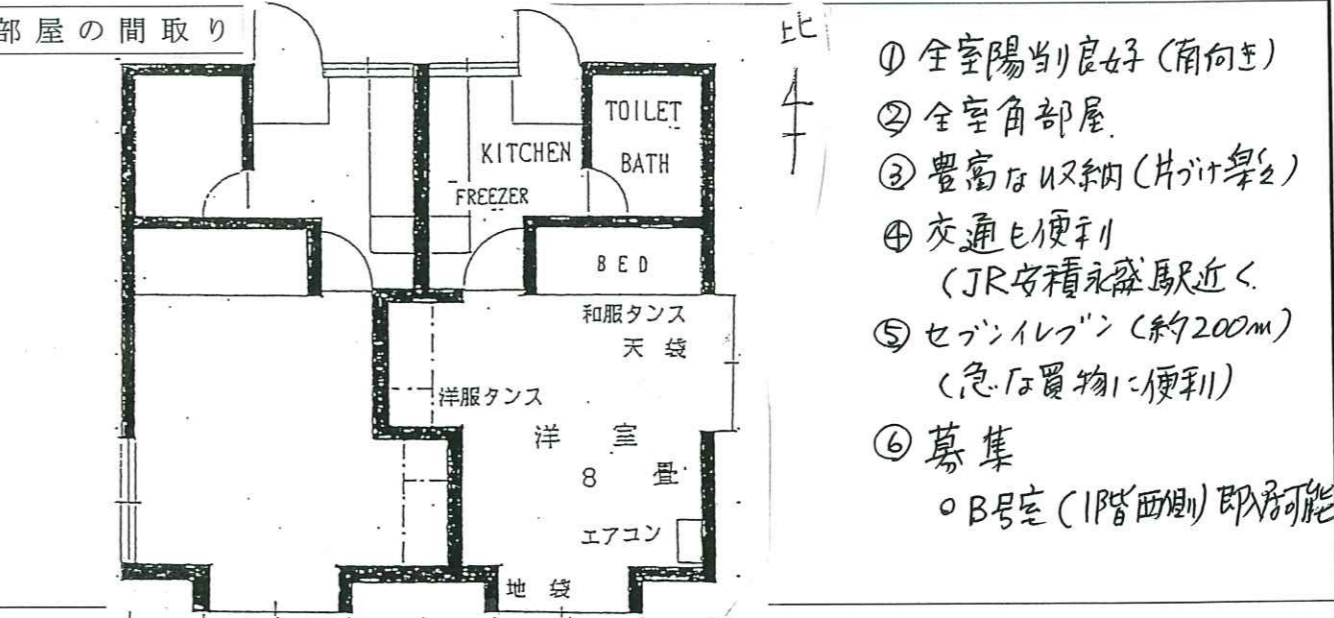 部屋の間取り
TOILET
BATH
KITCHEN
FREEZER
BED
和服タンス
天袋
洋服タンス
洋室
8畳
エアコン
地袋
北
① 全室陽当り良好(南向き)
② 全室角部屋.
③ 豊富な収納(片づけ楽々)
④ 交通も便利
(JR安積永盛駅近く.
⑤ セブンイレブン(約200m)
(急な買物に便利)
⑥ 募集
○B号室(1階西側)即入居可能